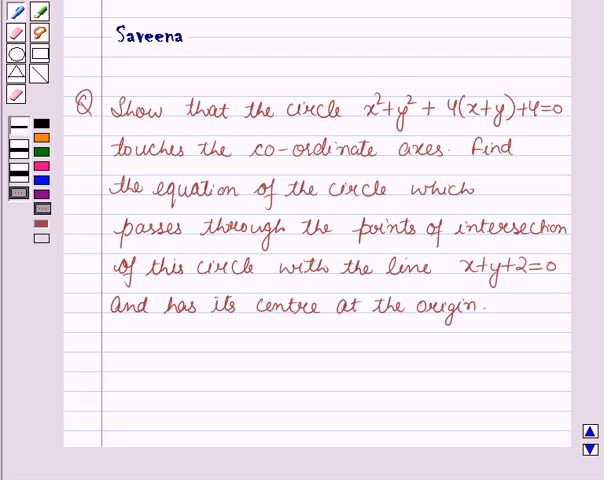 Saveena
Q Show that the circle x²+y² + 4(x+y)+4=0
touches the co-ordinate axes. Find
the equation of the circle which
passes through the points of intersection
of this circle with the line x+y+2=0
and has its centre at the origin.